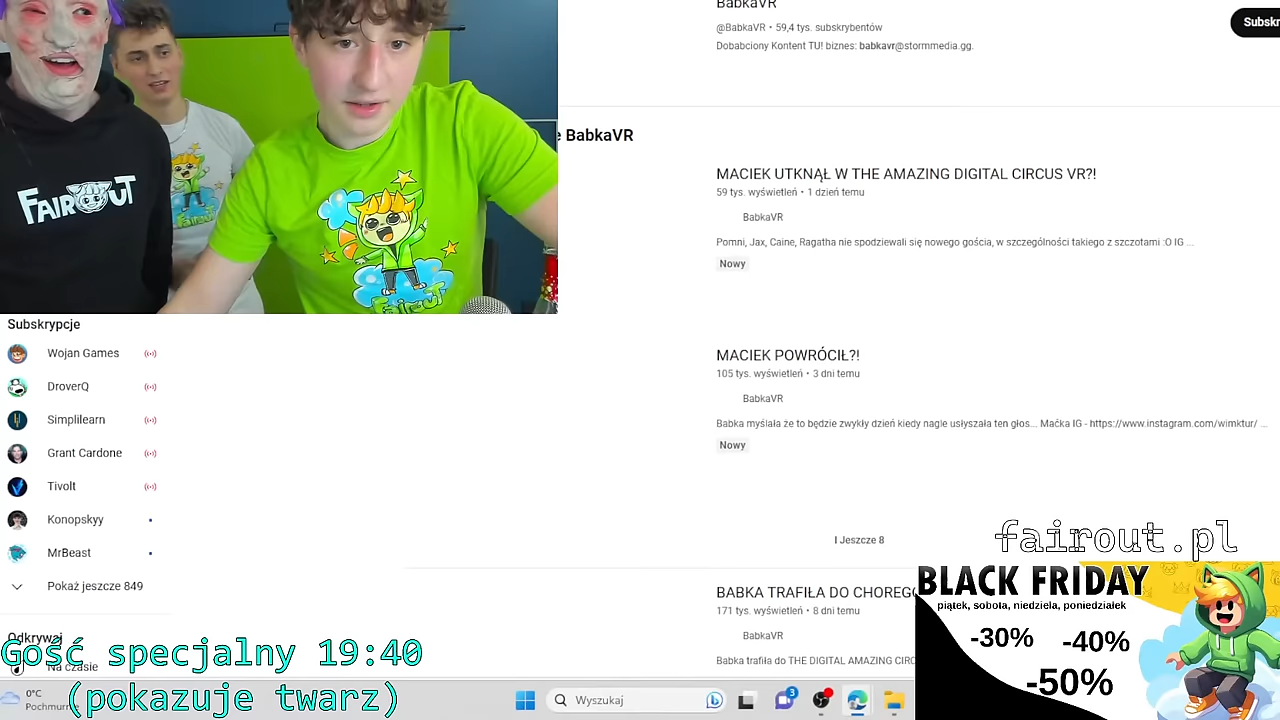 BabkaVR
@BabkaVR • 59,4 tys. subskrybentów
Subskr
Dobabciony Kontent TU! biznes: babkavr@stormmedia.gg.
e BabkaVR
MACIEK UTKNĄŁ W THE AMAZING DIGITAL CIRCUS VR?!
59 tys. wyświetleń • 1 dzień temu
BabkaVR
Pomni, Jax, Caine, Ragatha nie spodziewali się nowego gościa, w szczególności takiego z szczotami :O IG ...
Nowy
FAIROUT
FAIROUT
Subskrypcje
Wojan Games
DroverQ
Simplilearn
Grant Cardone
Tivolt
Konopskyy
MrBeast
Pokaż jeszcze 849
MACIEK POWRÓCIŁ?!
105 tys. wyświetleń • 3 dni temu
BabkaVR
Babka myślała że to będzie zwykły dzień kiedy nagle usłyszała ten głos... Maćka IG - https://www.instagram.com/wimktur/ ...
Nowy
I Jeszcze 8
BABKA TRAFIŁA DO CHOREGO
171 tys. wyświetleń • 8 dni temu
BabkaVR
Babka trafiła do THE DIGITAL AMAZING CIRC
fairout.pl
BLACK FRIDAY
piątek, sobota, niedziela, poniedziałek
-30% -40%
-50%
Odkrywaj
Gość specjalny 19:40
Na czasie
(pokazuje twarz)
0°C
Pochmurn
Wyszukaj
3